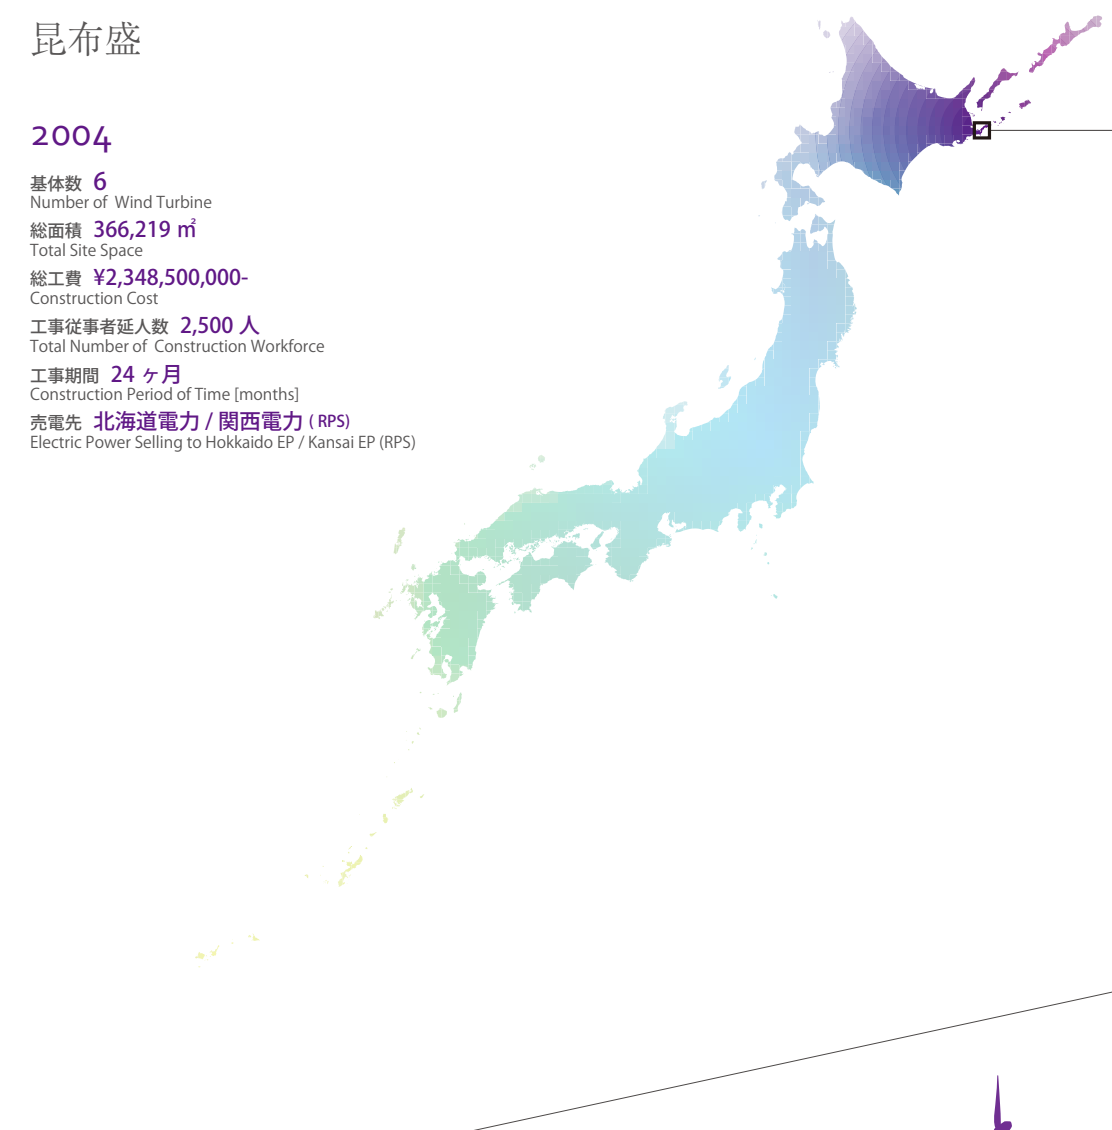 昆布盛
2004
基体数 6
Number of Wind Turbine
総面積 366,219 ㎡
Total Site Space
総工費 ¥2,348,500,000-
Construction Cost
工事従事者延人数 2,500 人
Total Number of Construction Workforce
工事期間 24 ヶ月
Construction Period of Time [months]
売電先 北海道電力 / 関西電力 ( RPS)
Electric Power Selling to Hokkaido EP / Kansai EP (RPS)